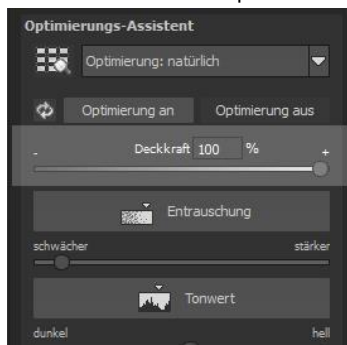 Optimierungs-Assistent
Optimierung: natürlich
Optimierung an Optimierung aus
- Deckkraft 100 % +
Entrauschung
schwächer stärker
Tonwert
dunkel hell